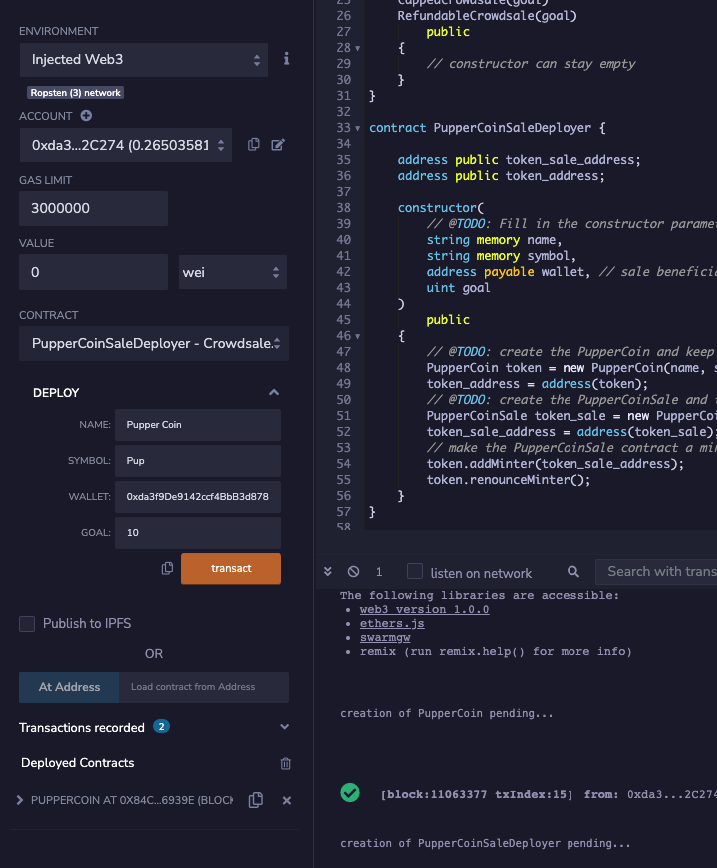 ENVIRONMENT
Injected Web3
Ropsten (3) network
ACCOUNT
0xda3...2C274 (0.26503581
GAS LIMIT
3000000
VALUE
0
wei
CONTRACT
PupperCoinSaleDeployer - Crowdsale.
DEPLOY
NAME:
Pupper Coin
SYMBOL:
Pup
WALLET:
0xda3f9De9142ccf4BbB3d878
GOAL:
10
transact
Publish to IPFS
OR
At Address
Load contract from Address
Transactions recorded 2
Deployed Contracts
PUPPERCOIN AT 0X84C...6939E (BLOCK
25 CappedCrowdsale(goal)
26 RefundableCrowdsale(goal)
27 public
28 {
29 // constructor can stay empty
30 }
31 }
32
33 contract PupperCoinSaleDeployer {
34
35 address public token_sale_address;
36 address public token_address;
37
38 constructor(
39 // @TODO: Fill in the constructor paramet
40 string memory name,
41 string memory symbol,
42 address payable wallet, // sale beneficia
43 uint goal
44 )
45 public
46 {
47 // @TODO: create the PupperCoin and keep
48 PupperCoin token = new PupperCoin(name, s
49 token_address = address(token);
50 // @TODO: create the PupperCoinSale and t
51 PupperCoinSale token_sale = new PupperCoi
52 token_sale_address = address(token_sale);
53 // make the PupperCoinSale contract a min
54 token.addMinter(token_sale_address);
55 token.renounceMinter();
56 }
57 }
58
1
listen on network
Search with trans
The following libraries are accessible:
• web3 version 1.0.0
• ethers.js
• swarmgw
• remix (run remix.help() for more info)
creation of PupperCoin pending...
[block:11063377 txIndex:15] from: 0xda3...2C274
creation of PupperCoinSaleDeployer pending...